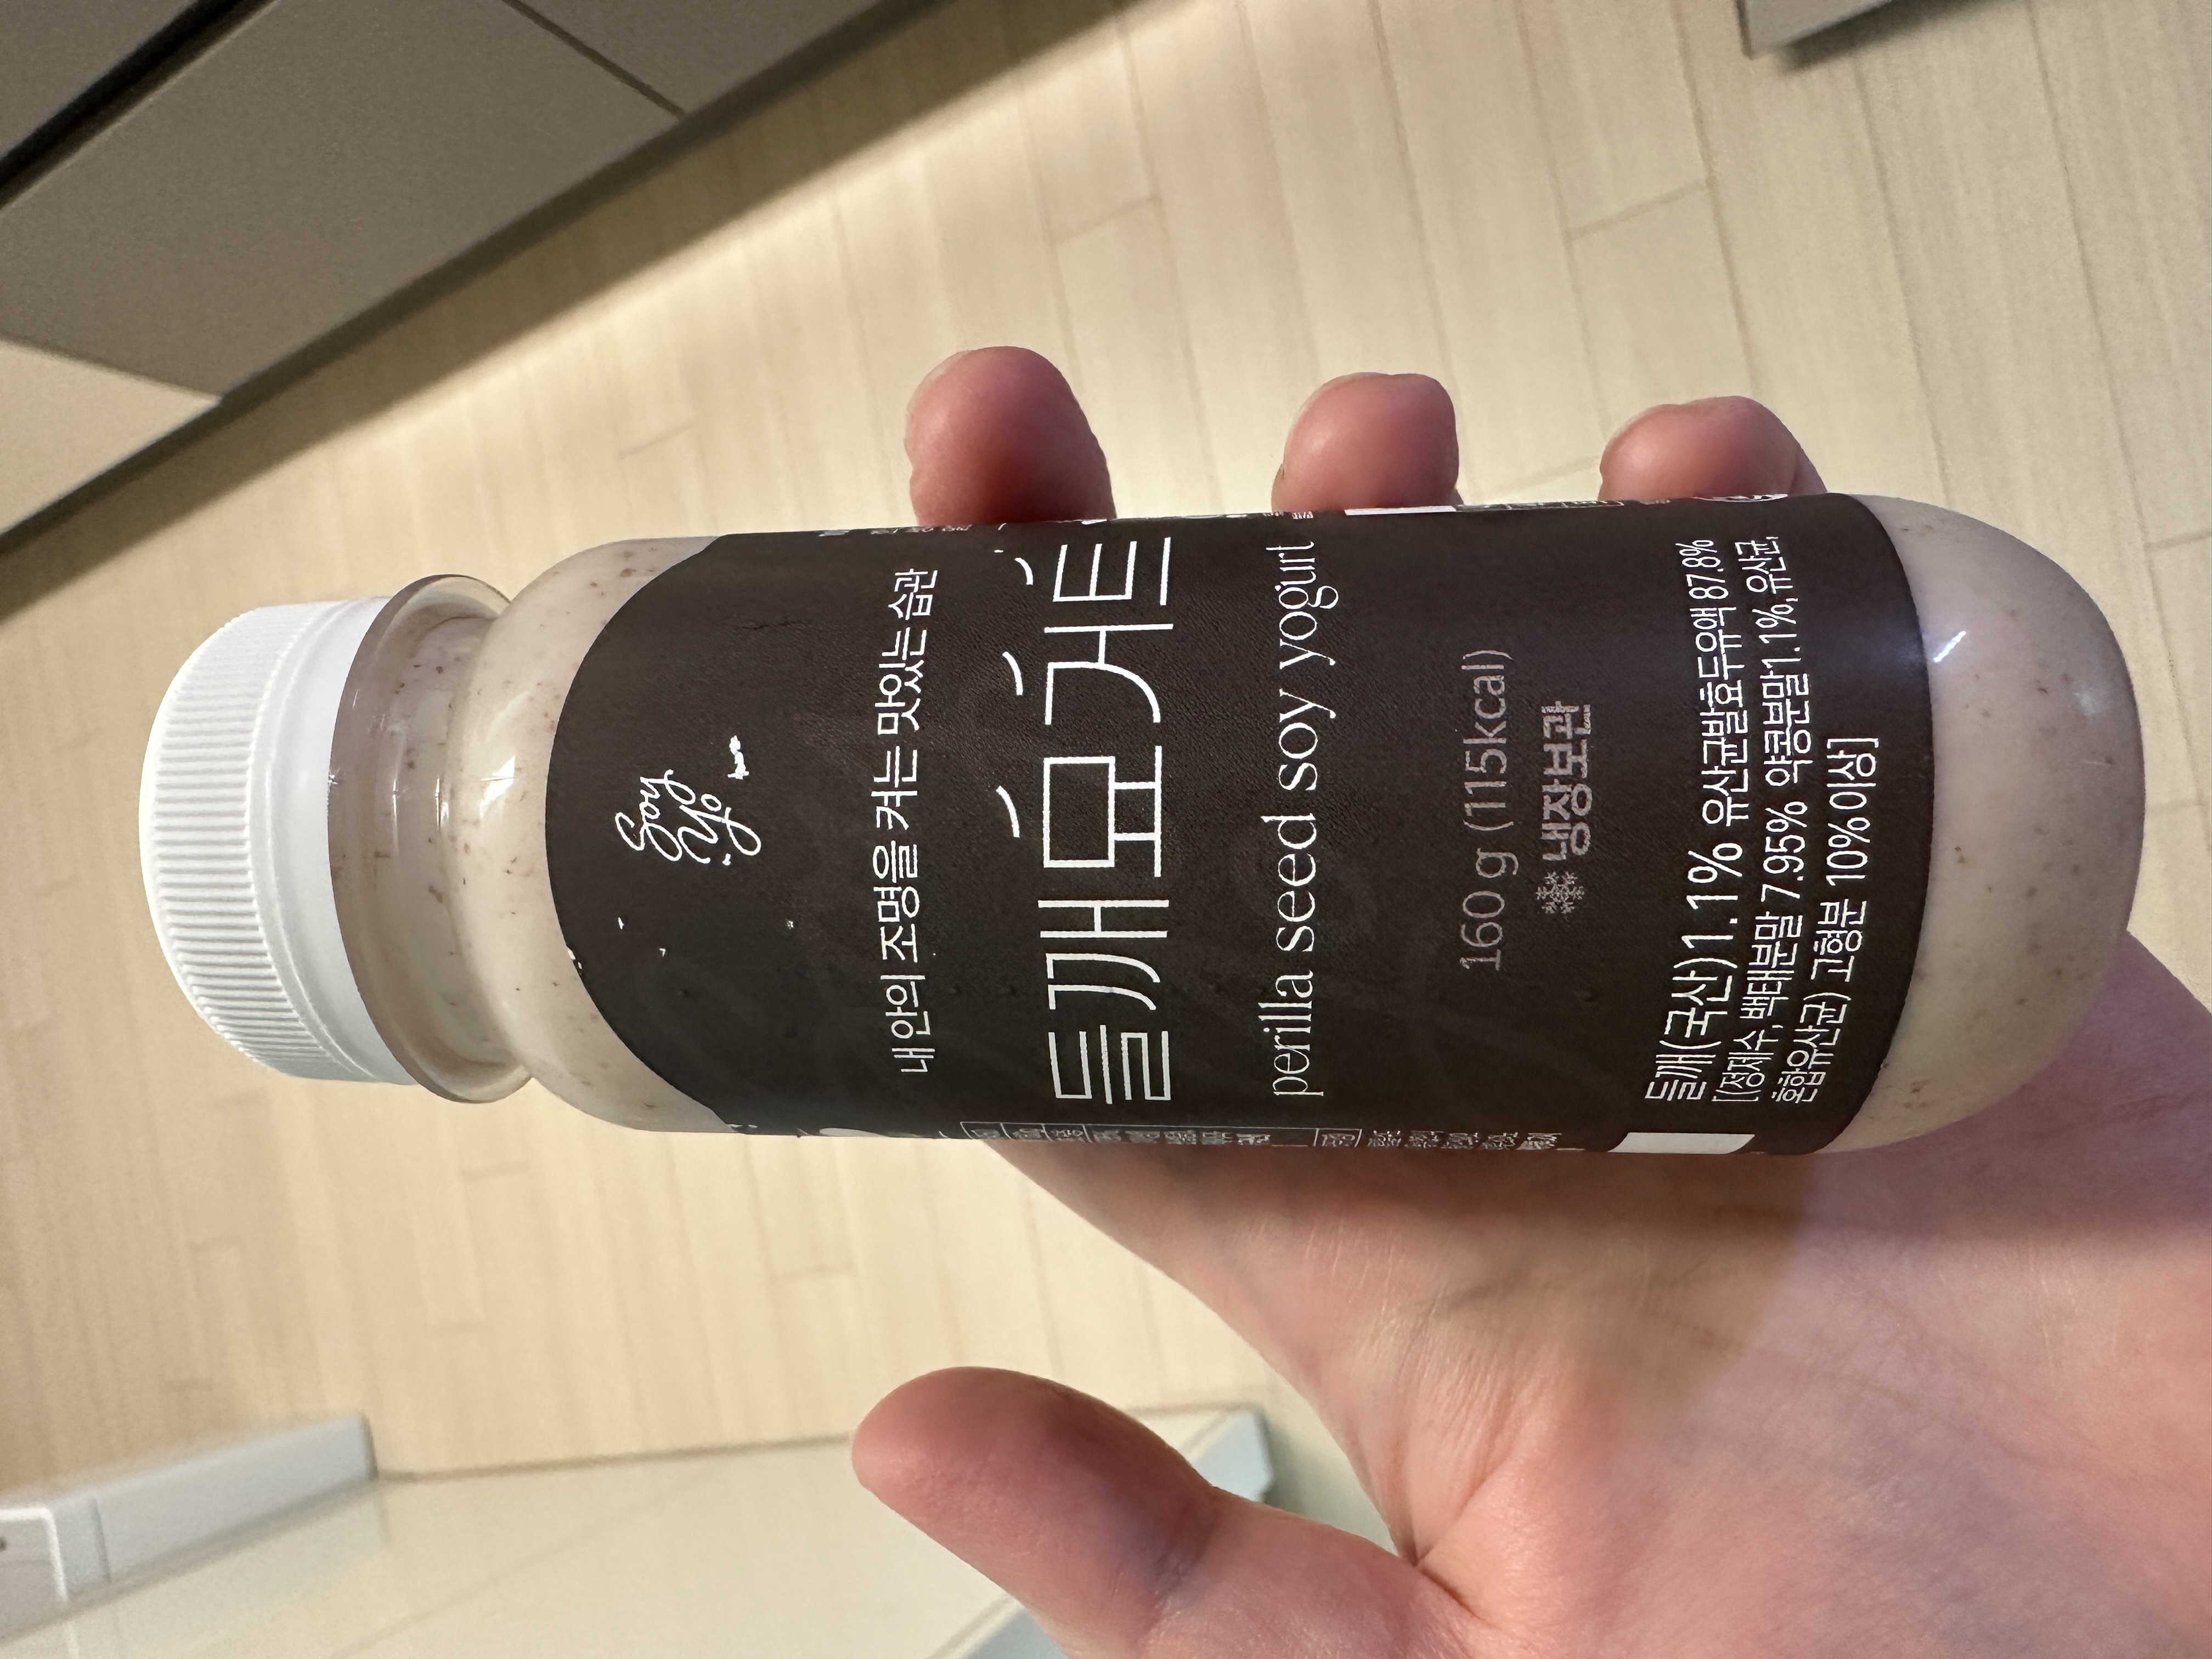 Soy
Yo
내 안의 조명을 켜는 맛있는 습관
들깨요거트
perilla seed soy yogurt
160 g (115kcal)
냉장보관
들깨(국산)1.1% 유산균발효두유액 87.8%
[(정제수, 백태분말 7.95% 약콩분말1.1%, 유산균,
혼합유산균) 고형분 10%이상]